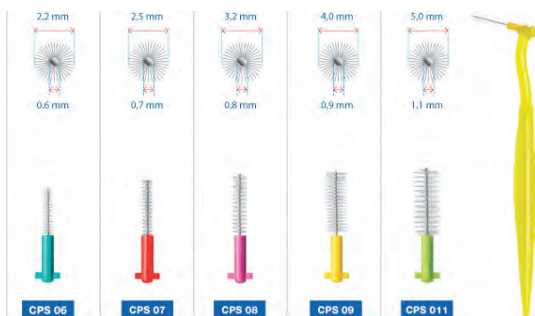 2,2 mm
2,5 mm
3,2 mm
4,0 mm
5,0 mm
0,6 mm
0,7 mm
0,8 mm
0,9 mm
1,1 mm
CPS 06
CPS 07
CPS 08
CPS 09
CPS 011